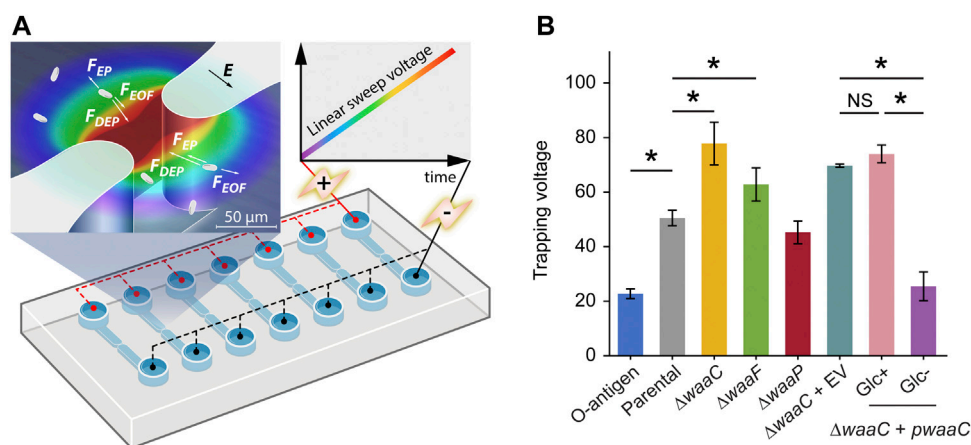 A
E
F_EP
F_EOF
F_DEP
F_EP
F_DEP
F_EOF
50 µm
Linear sweep voltage
time
+
-
B
Trapping voltage
100
80
60
40
20
0
*
*
*
*
NS
*
O-antigen
Parental
ΔwaaC
ΔwaaF
ΔwaaP
ΔwaaC + EV
Glc+
Glc-
ΔwaaC + pwaaC